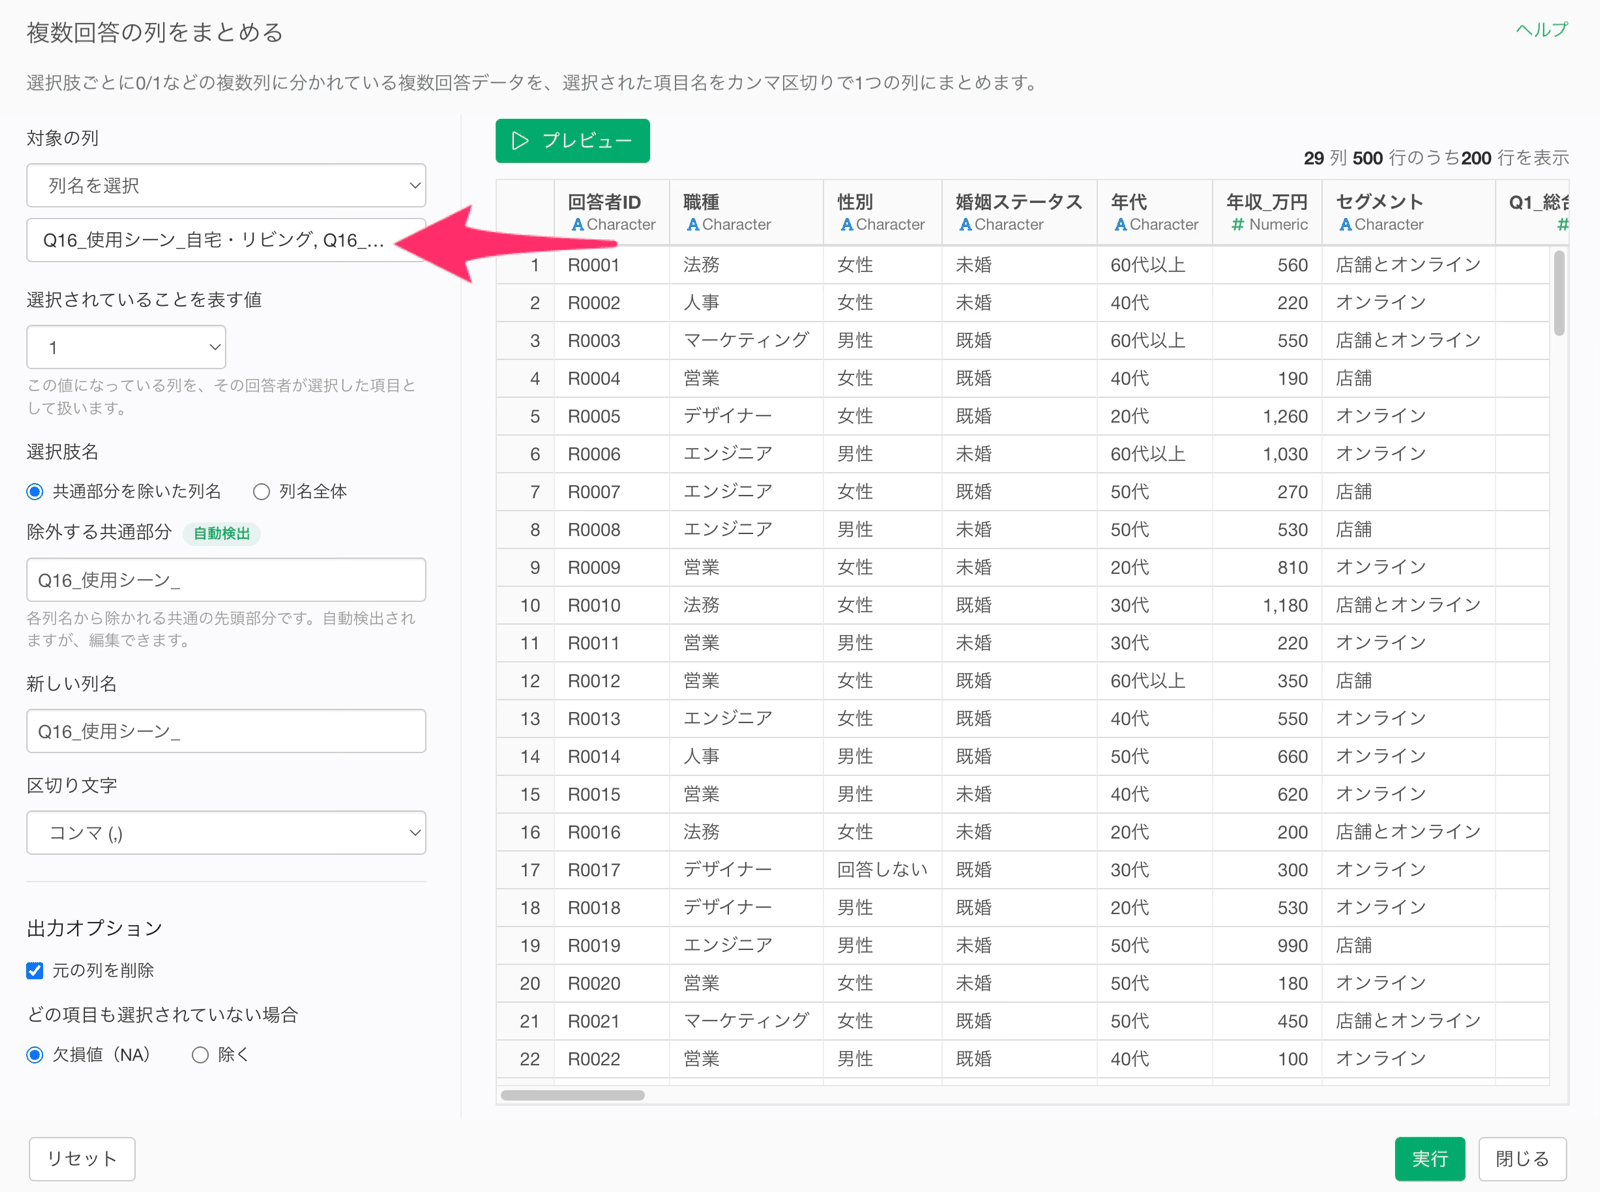 複数回答の列をまとめる
ヘルプ
選択肢ごとに0/1などの複数列に分かれている複数回答データを、選択された項目名をカンマ区切りで1つの列にまとめます。
対象の列
列名を選択
Q16_使用シーン_自宅・リビング, Q16_...
選択されていることを表す値
1
この値になっている列を、その回答者が選択した項目と
して扱います。
選択肢名
共通部分を除いた列名 列名全体
除外する共通部分 自動検出
Q16_使用シーン_
各列名から除かれる共通の先頭部分です。自動検出され
ますが、編集できます。
新しい列名
Q16_使用シーン_
区切り文字
コンマ (,)
出力オプション
元の列を削除
どの項目も選択されていない場合
欠損値（NA） 除く
リセット
プレビュー
29 列 500 行のうち200 行を表示
回答者ID 職種 性別 婚姻ステータス 年代 年収_万円 セグメント Q1_総合
A Character A Character A Character A Character A Character # Numeric A Character #
1 R0001 法務 女性 未婚 60代以上 560 店舗とオンライン
2 R0002 人事 女性 未婚 40代 220 オンライン
3 R0003 マーケティング 男性 既婚 60代以上 550 店舗とオンライン
4 R0004 営業 女性 既婚 40代 190 店舗
5 R0005 デザイナー 女性 既婚 20代 1,260 オンライン
6 R0006 エンジニア 男性 未婚 60代以上 1,030 オンライン
7 R0007 エンジニア 女性 既婚 50代 270 店舗
8 R0008 エンジニア 男性 未婚 50代 530 店舗
9 R0009 営業 女性 未婚 20代 810 オンライン
10 R0010 法務 女性 既婚 30代 1,180 店舗とオンライン
11 R0011 営業 男性 未婚 30代 220 オンライン
12 R0012 営業 女性 既婚 60代以上 350 店舗
13 R0013 エンジニア 女性 既婚 40代 550 オンライン
14 R0014 人事 男性 既婚 50代 660 オンライン
15 R0015 営業 男性 未婚 40代 620 オンライン
16 R0016 法務 女性 未婚 20代 200 店舗とオンライン
17 R0017 デザイナー 回答しない 既婚 30代 300 オンライン
18 R0018 デザイナー 男性 既婚 20代 530 オンライン
19 R0019 エンジニア 男性 未婚 50代 990 店舗
20 R0020 営業 女性 未婚 50代 180 オンライン
21 R0021 マーケティング 女性 既婚 50代 450 店舗とオンライン
22 R0022 営業 男性 既婚 40代 100 オンライン
実行 閉じる